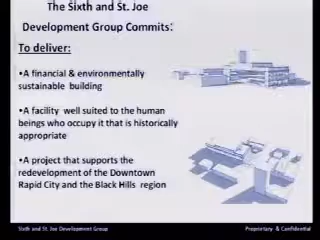 The Sixth and St. Joe
Development Group Commits:
To deliver:
•A financial & environmentally
sustainable building
•A facility well suited to the human
beings who occupy it that is historically
appropriate
•A project that supports the
redevelopment of the Downtown
Rapid City and the Black Hills region
Sixth and St. Joe Development Group
Proprietary & Confidential